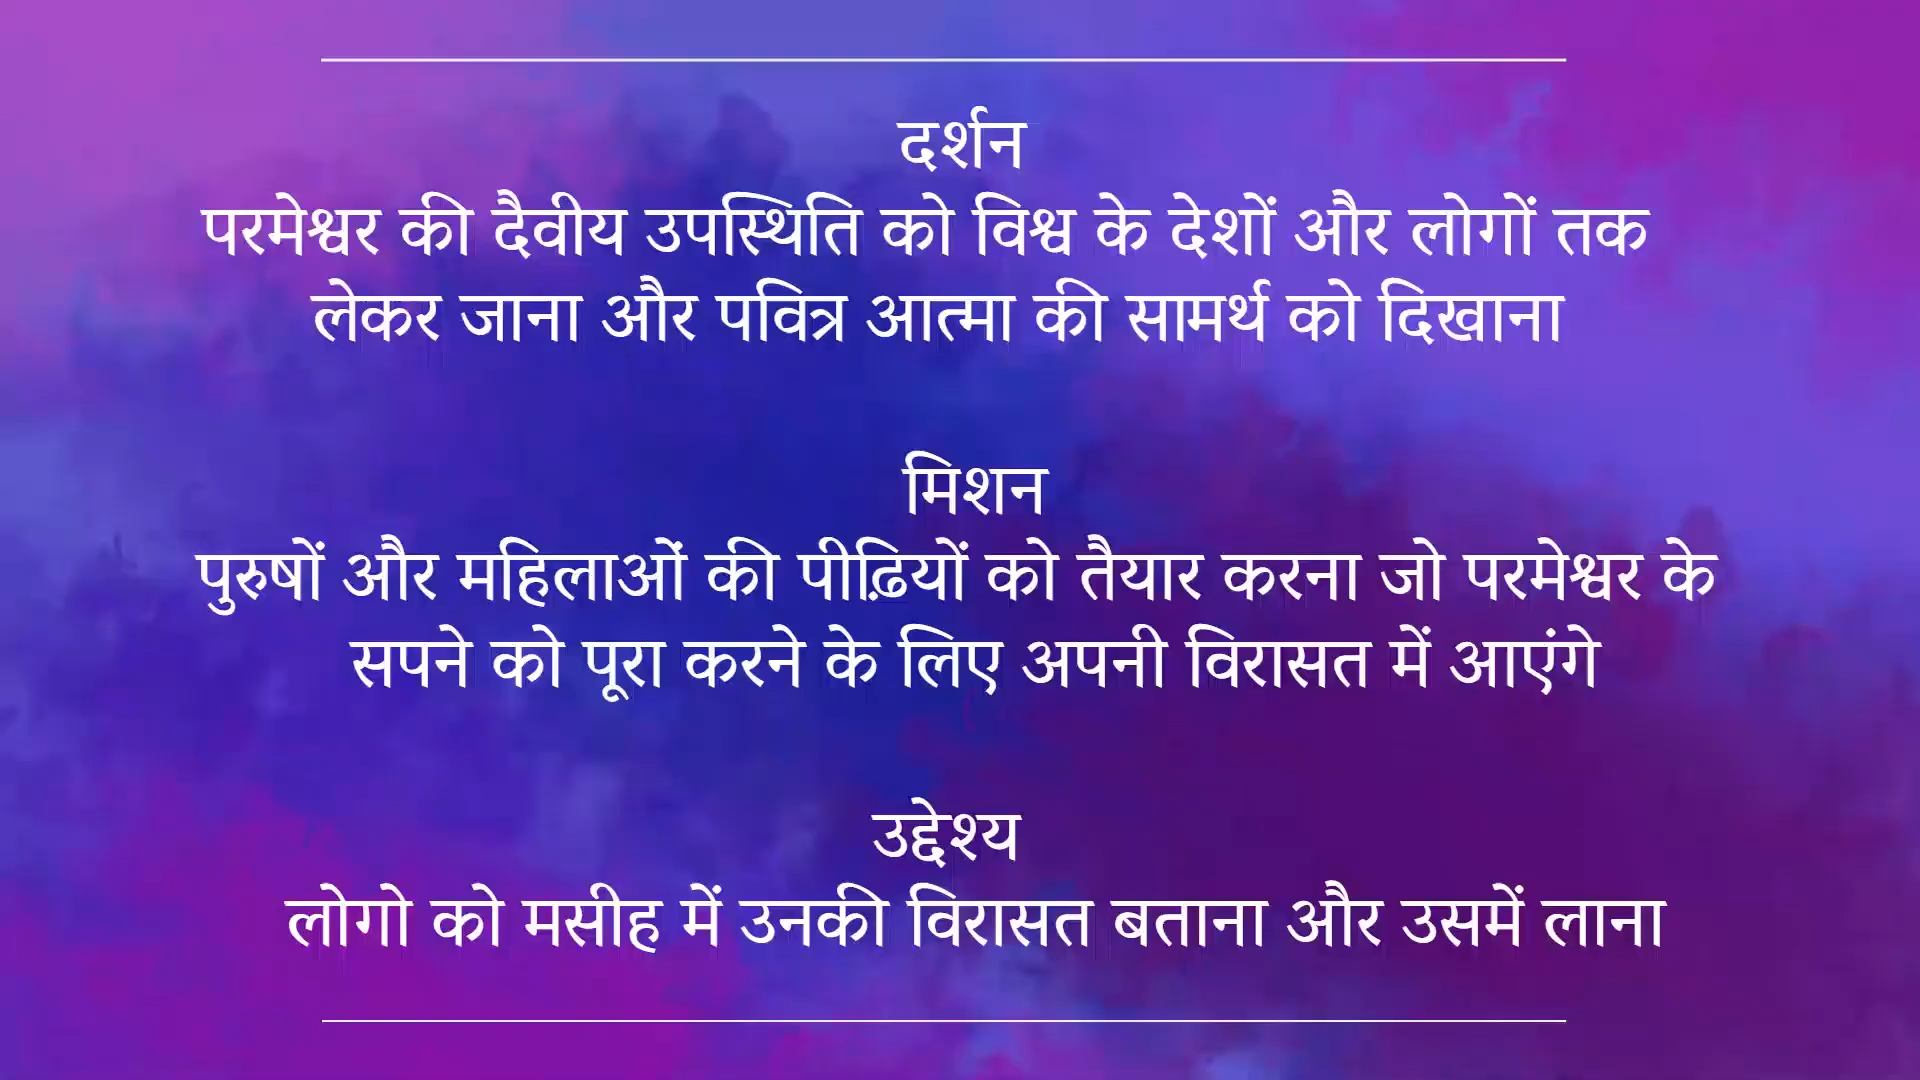 दर्शन
परमेश्वर की दैवीय उपस्थिति को विश्व के देशों और लोगों तक
लेकर जाना और पवित्र आत्मा की सामर्थ को दिखाना
मिशन
पुरुषों और महिलाओं की पीढ़ियों को तैयार करना जो परमेश्वर के
सपने को पूरा करने के लिए अपनी विरासत में आएंगे
उद्देश्य
लोगो को मसीह में उनकी विरासत बताना और उसमें लाना